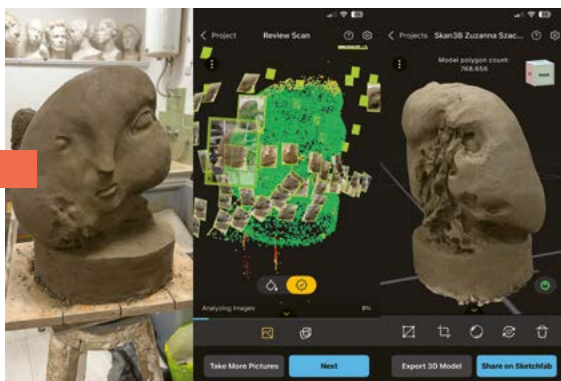 Project
Review Scan
Analyzing Images
8%
Take More Pictures
Next
Projects
Skan3B Zuzanna Szac...
Model polygon count:
768.656
Export 3D Model
Share on Sketchfab